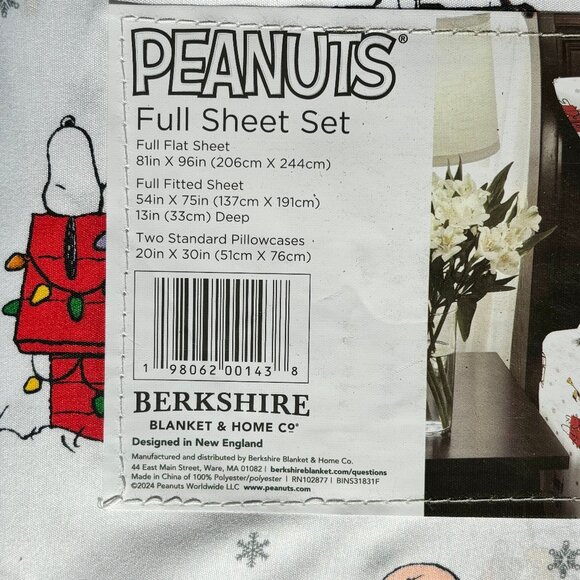 PEANUTS®
Full Sheet Set
Full Flat Sheet
81in X 96in (206cm X 244cm)
Full Fitted Sheet
54in X 75in (137cm X 191cm)
13in (33cm) Deep
Two Standard Pillowcases
20in X 30in (51cm X 76cm)
1 98062 00143 8
BERKSHIRE
BLANKET & HOME Co®
Designed in New England
Manufactured and distributed by Berkshire Blanket & Home Co.
44 East Main Street, Ware, MA 01082 | berkshireblanket.com/questions
Made in China of 100% Polyester/polyester | RN102877 | BINS31831F
©2024 Peanuts Worldwide LLC www.peanuts.com